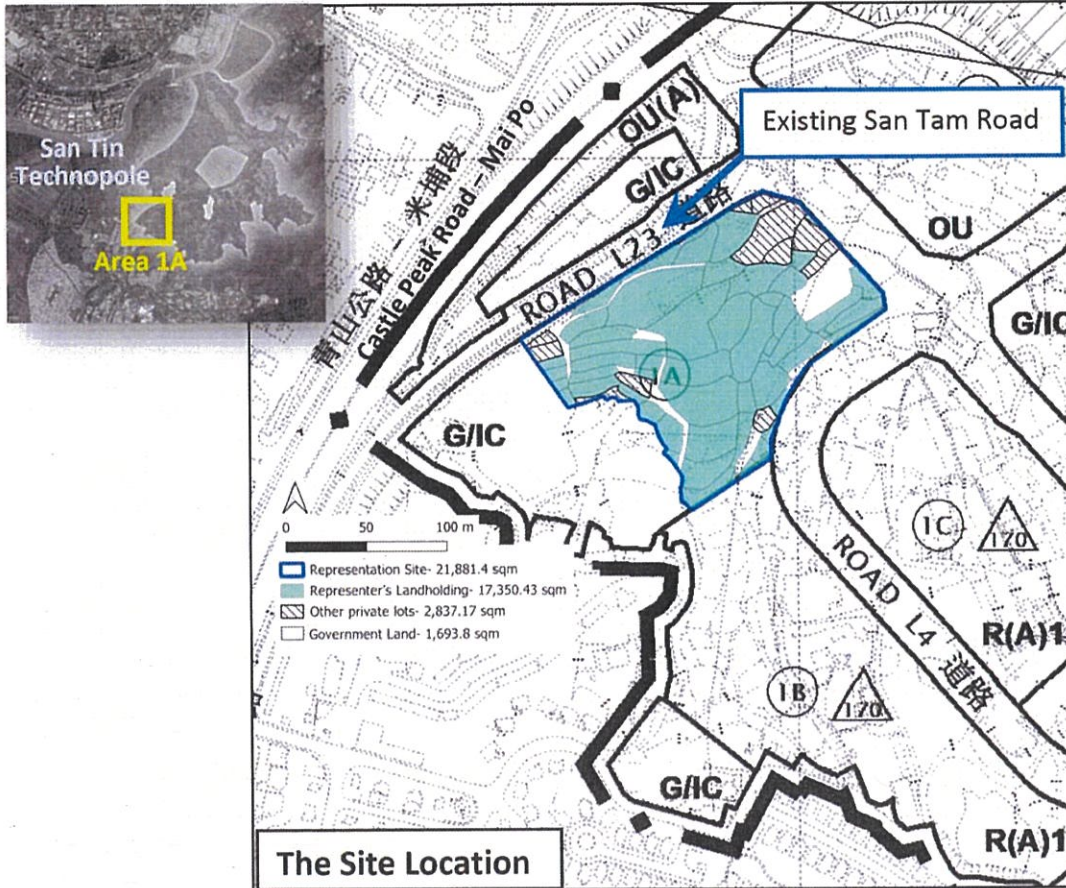 San Tin
Technopole
Area 1A
青山公路 - 米埔段
Castle Peak Road – Mai Po
OU(A)
G/IC
Existing San Tam Road
ROAD L23 道路
OU
G/IC
1A
G/IC
0 50 100 m
Representation Site- 21,881.4 sqm
Representer's Landholding- 17,350.43 sqm
Other private lots- 2,837.17 sqm
Government Land- 1,693.8 sqm
1C
170
ROAD L4 道路
R(A)1
1B
170
G/IC
R(A)1
The Site Location